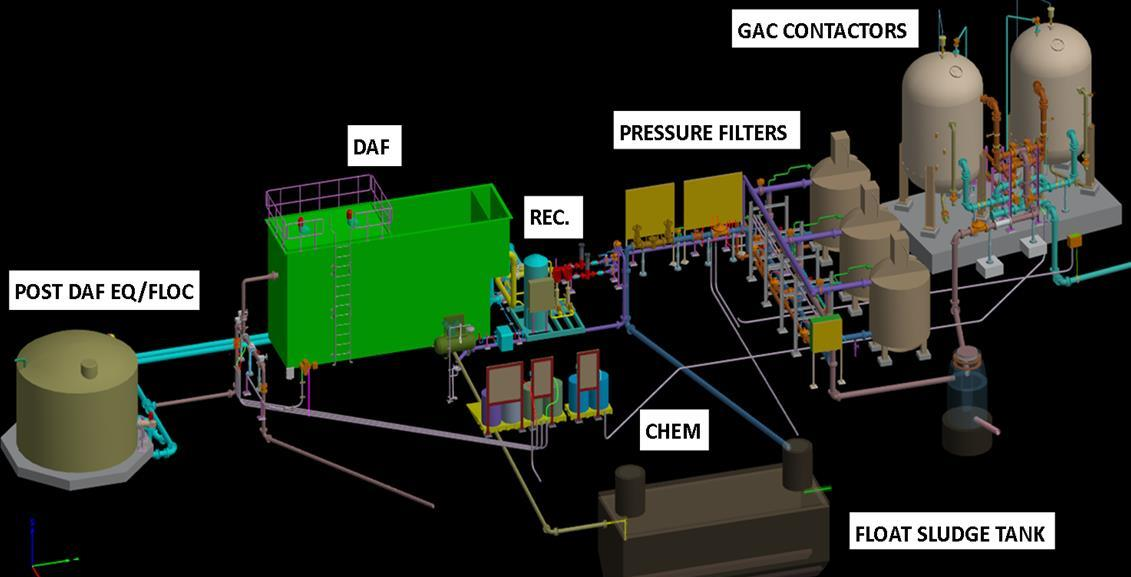 GAC CONTACTORS
PRESSURE FILTERS
DAF
REC.
POST DAF EQ/FLOC
CHEM
FLOAT SLUDGE TANK